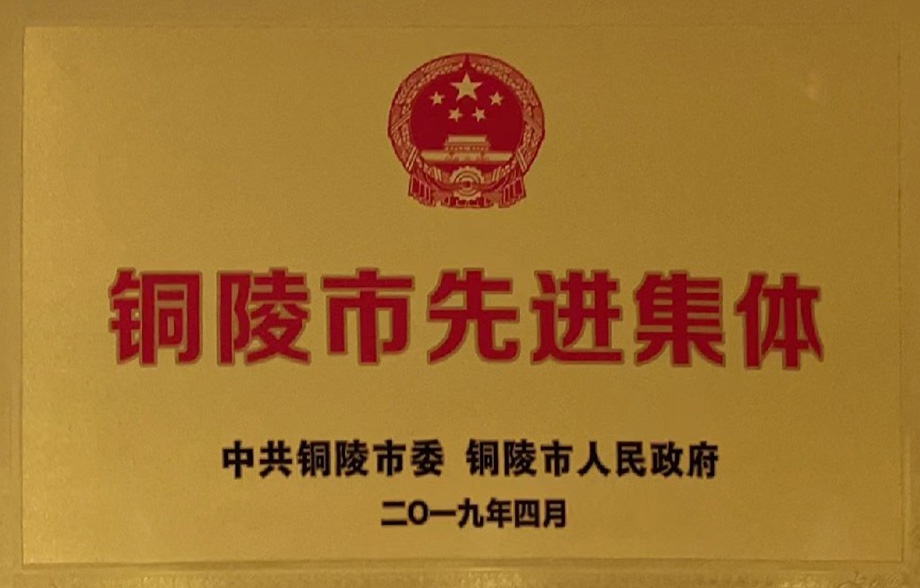 铜陵市先进集体
中共铜陵市委 铜陵市人民政府
二〇一九年四月